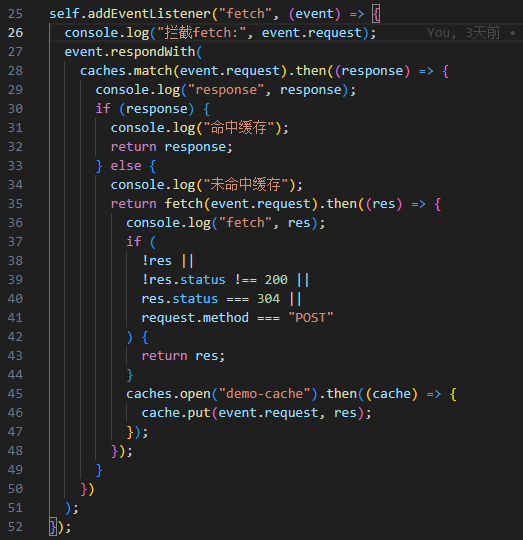 25 self.addEventListener("fetch", (event) => {
26   console.log("拦截fetch:", event.request); You, 3天前 •
27   event.respondWith(
28     caches.match(event.request).then((response) => {
29       console.log("response", response);
30       if (response) {
31         console.log("命中缓存");
32         return response;
33       } else {
34         console.log("未命中缓存");
35         return fetch(event.request).then((res) => {
36           console.log("fetch", res);
37           if (
38             !res ||
39             !res.status !== 200 ||
40             res.status === 304 ||
41             request.method === "POST"
42           ) {
43             return res;
44           }
45           caches.open("demo-cache").then((cache) => {
46             cache.put(event.request, res);
47           });
48         });
49       }
50     })
51   );
52 });